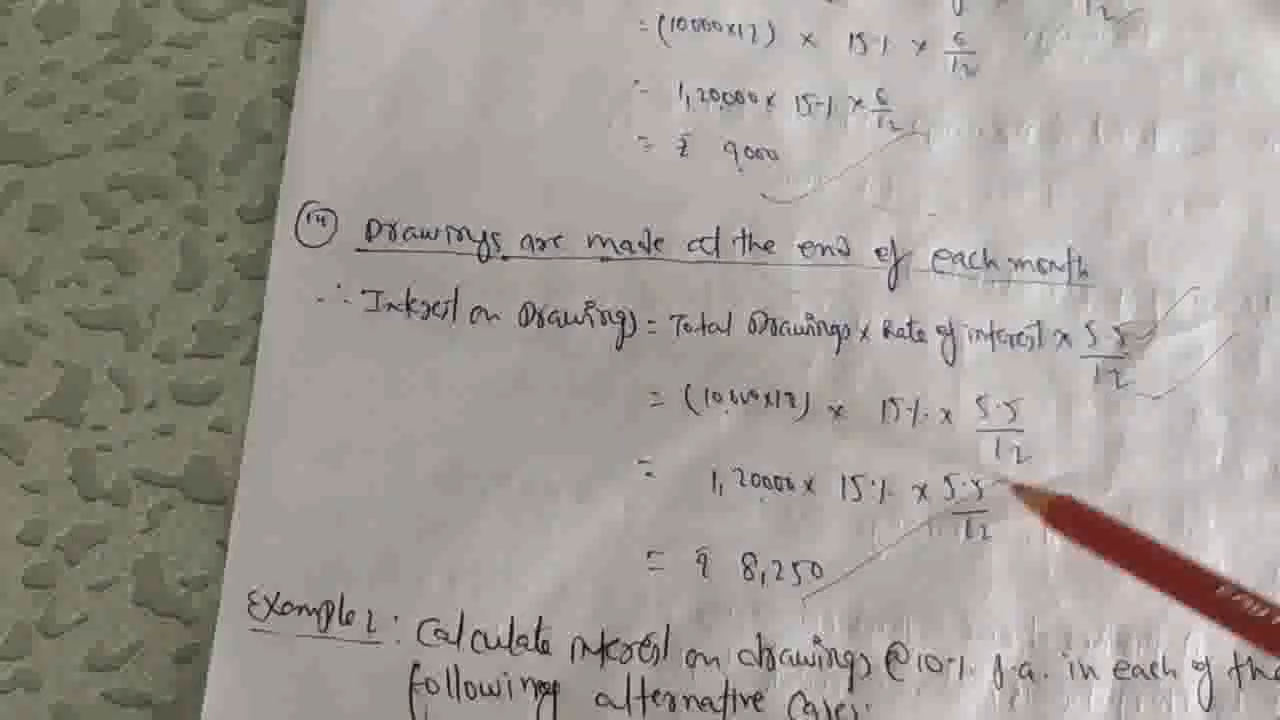 12
= (10000x12) x 15% x 6/12
= 1,20,000 x 15% x 6/12
= ₹ 9000
Drawings are made at the end of each month
∴ Interest on Drawings = Total Drawings x Rate of interest x 5.5/12
= (10,000x12) x 15% x 5.5/12
= 1,20000 x 15% x 5.5/12
= ₹ 8,250
Example 2: Calculate interest on drawings @ 10% p.a. in each of the
following alternative cases: